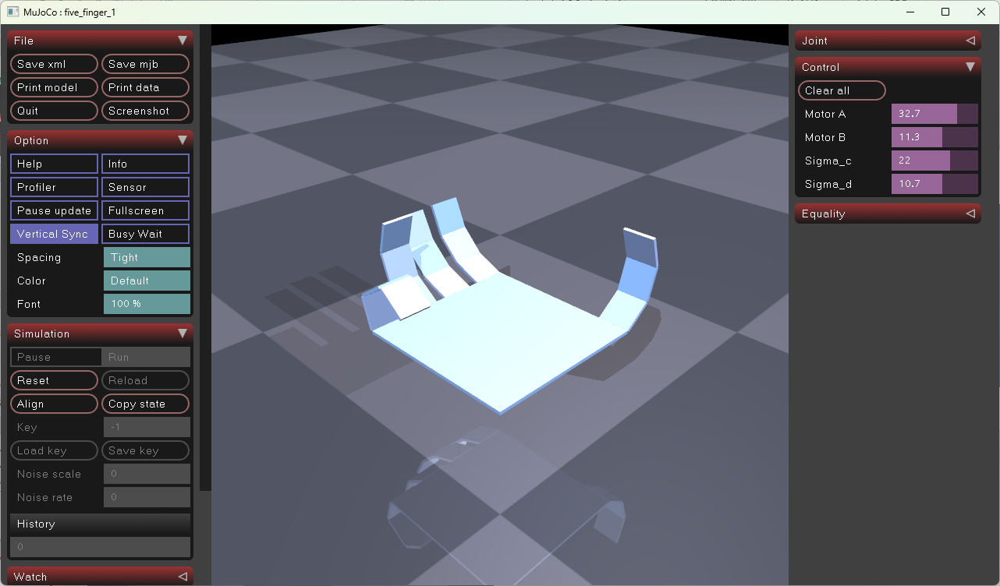 MuJoCo : five_finger_1
File
Save xml
Save mjb
Print model
Print data
Quit
Screenshot
Option
Help
Info
Profiler
Sensor
Pause update
Fullscreen
Vertical Sync
Busy Wait
Spacing
Tight
Color
Default
Font
100 %
Simulation
Pause
Run
Reset
Reload
Align
Copy state
Key
-1
Load key
Save key
Noise scale
0
Noise rate
0
History
0
Watch
Joint
Control
Clear all
Motor A
32.7
Motor B
11.3
Sigma_c
22
Sigma_d
10.7
Equality